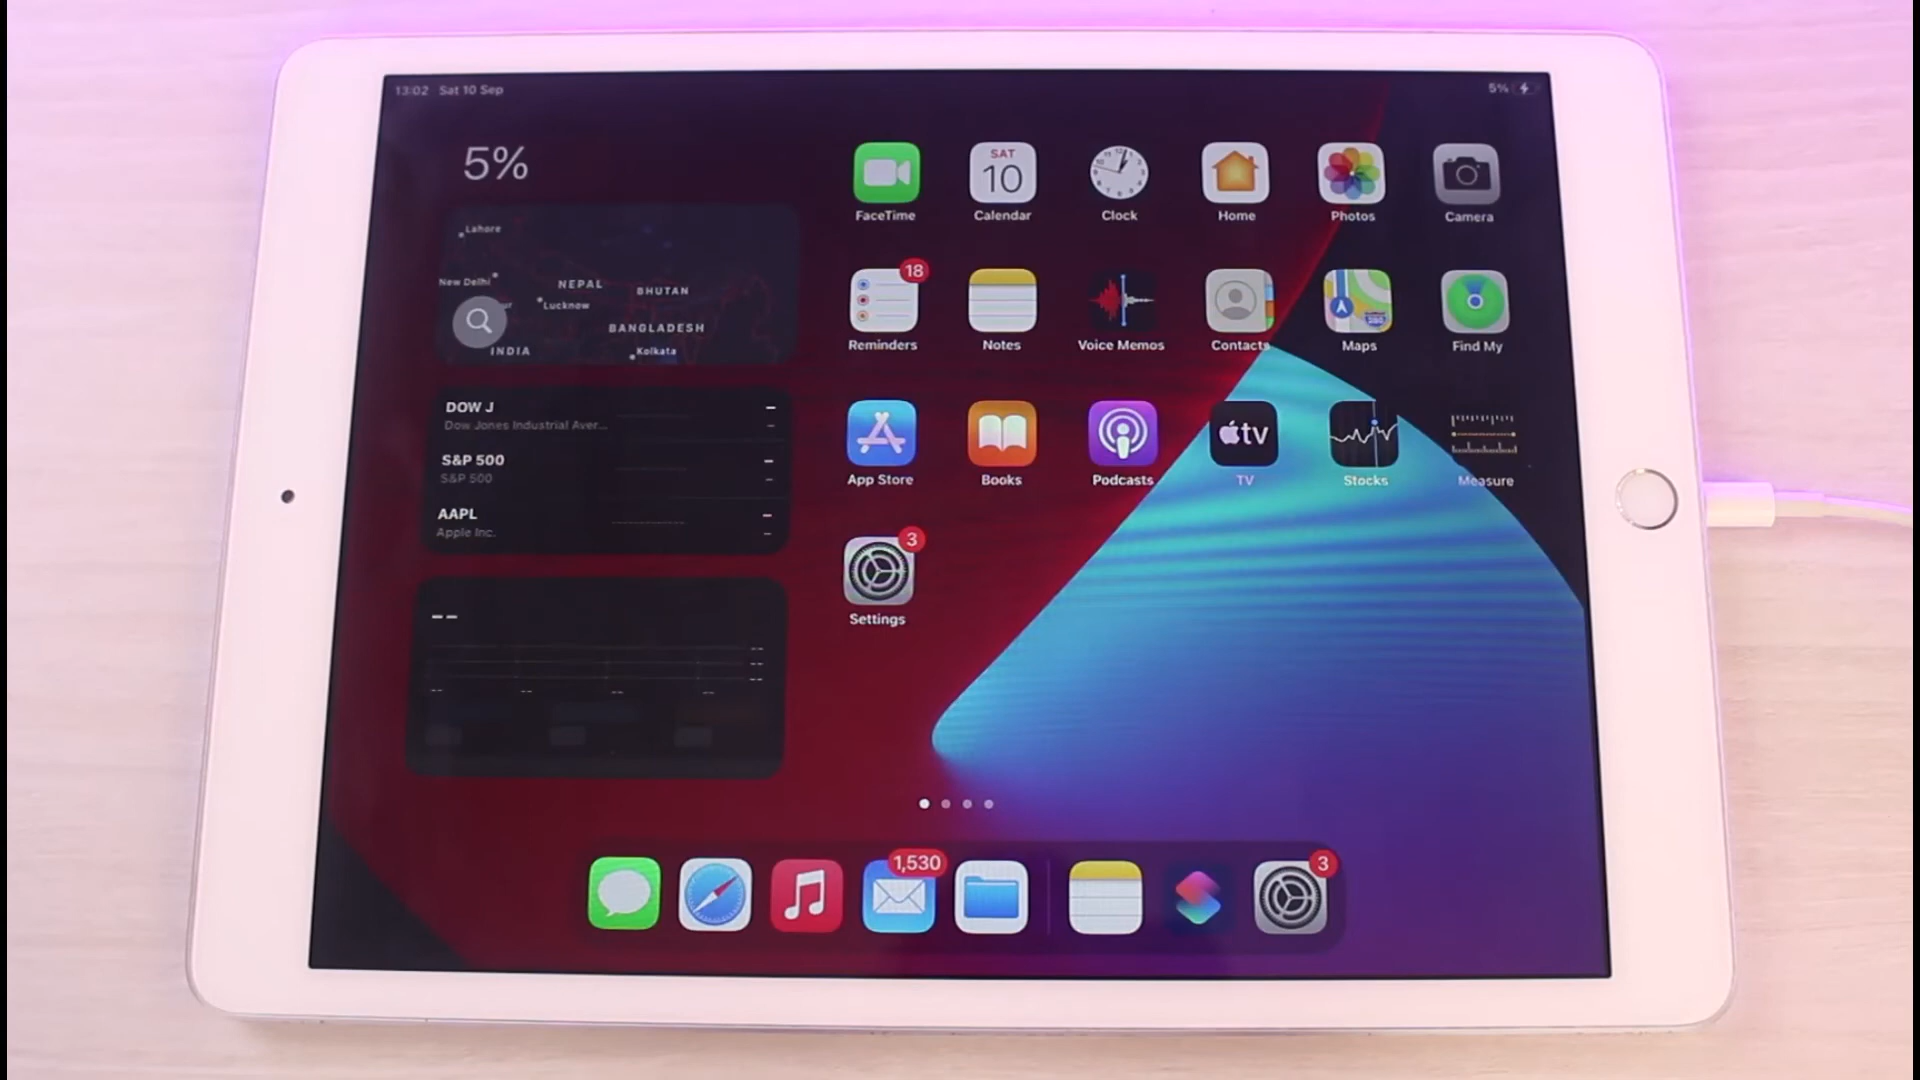 13:02 Sat 10 Sep
5%
5%
Lahore
New Delhi
NEPAL
BHUTAN
Lucknow
BANGLADESH
INDIA
Kolkata
DOW J
Dow Jones Industrial Aver...
S&P 500
S&P 500
AAPL
Apple Inc.
FaceTime
SAT
10
Calendar
Clock
Home
Photos
Camera
18
Reminders
Notes
Voice Memos
Contacts
280
Maps
Find My
App Store
Books
Podcasts
tv
TV
Stocks
Measure
3
Settings
1,530
3